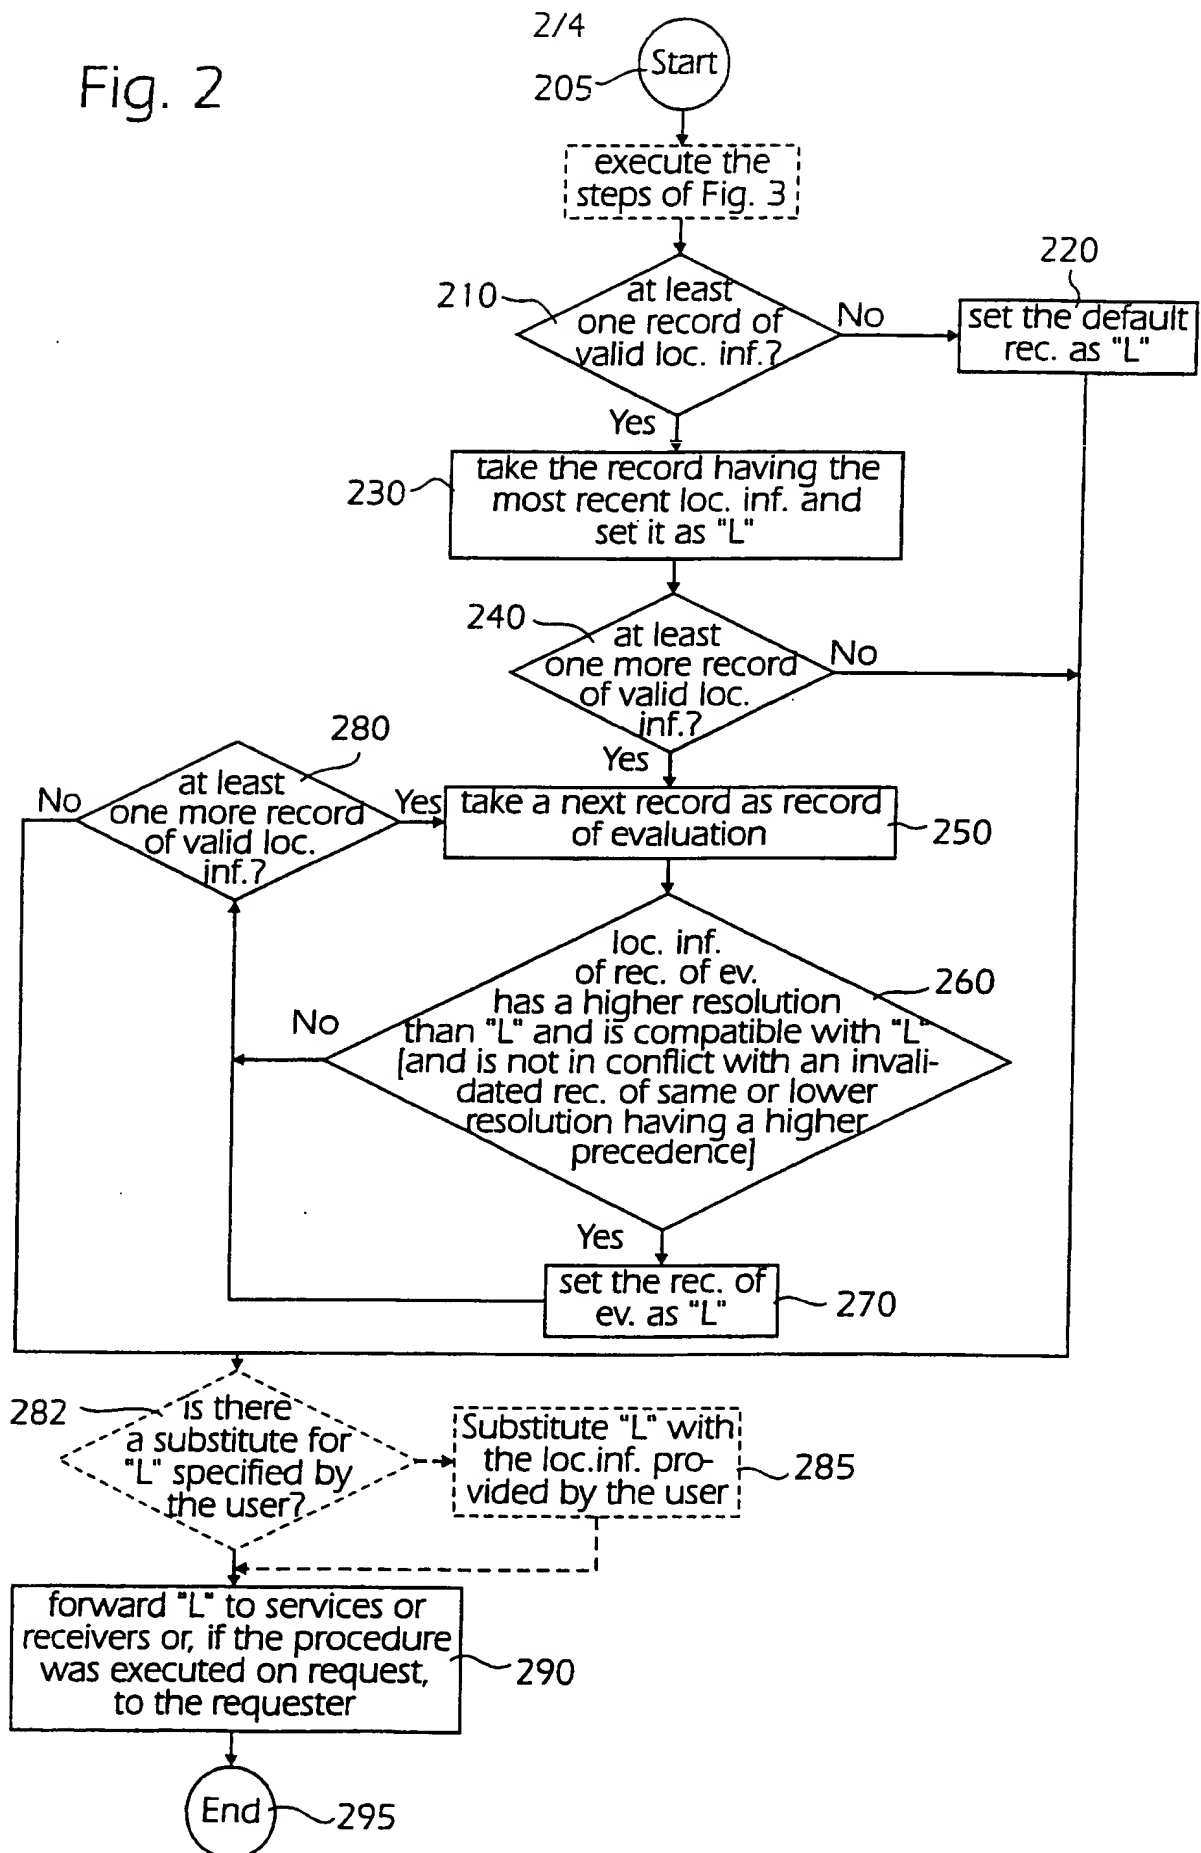 2/4
Fig. 2
Start
205
execute the
steps of Fig. 3
210
at least
one record of
valid loc. inf.?
No
220
set the default
rec. as "L"
Yes
230
take the record having the
most recent loc. inf. and
set it as "L"
240
at least
one more record
of valid loc.
inf.?
No
Yes
280
at least
one more record
of valid loc.
inf.?
No
Yes
take a next record as record
of evaluation
250
loc. inf.
of rec. of ev.
has a higher resolution
than "L" and is compatible with "L"
[and is not in conflict with an invali-
dated rec. of same or lower
resolution having a higher
precedence]
260
No
Yes
set the rec. of
ev. as "L"
270
282
is there
a substitute for
"L" specified by
the user?
Substitute "L" with
the loc.inf. pro-
vided by the user
285
forward "L" to services or
receivers or, if the procedure
was executed on request,
to the requester
290
End
295